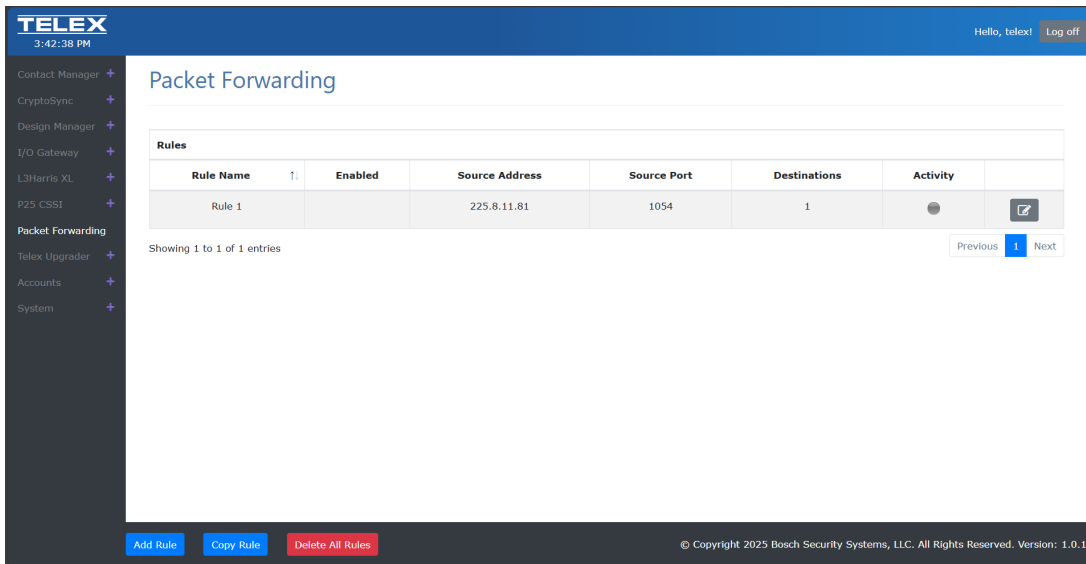 TELEX
3:42:38 PM
Hello, telex! Log off
Contact Manager +
CryptoSync +
Design Manager +
I/O Gateway +
L3Harris XL +
P25 CSSI +
Packet Forwarding
Telex Upgrader +
Accounts +
System +
Packet Forwarding
Rules
Rule Name ↑↓ Enabled Source Address Source Port Destinations Activity
Rule 1 225.8.11.81 1054 1
Showing 1 to 1 of 1 entries
Previous 1 Next
Add Rule Copy Rule Delete All Rules
© Copyright 2025 Bosch Security Systems, LLC. All Rights Reserved. Version: 1.0.1